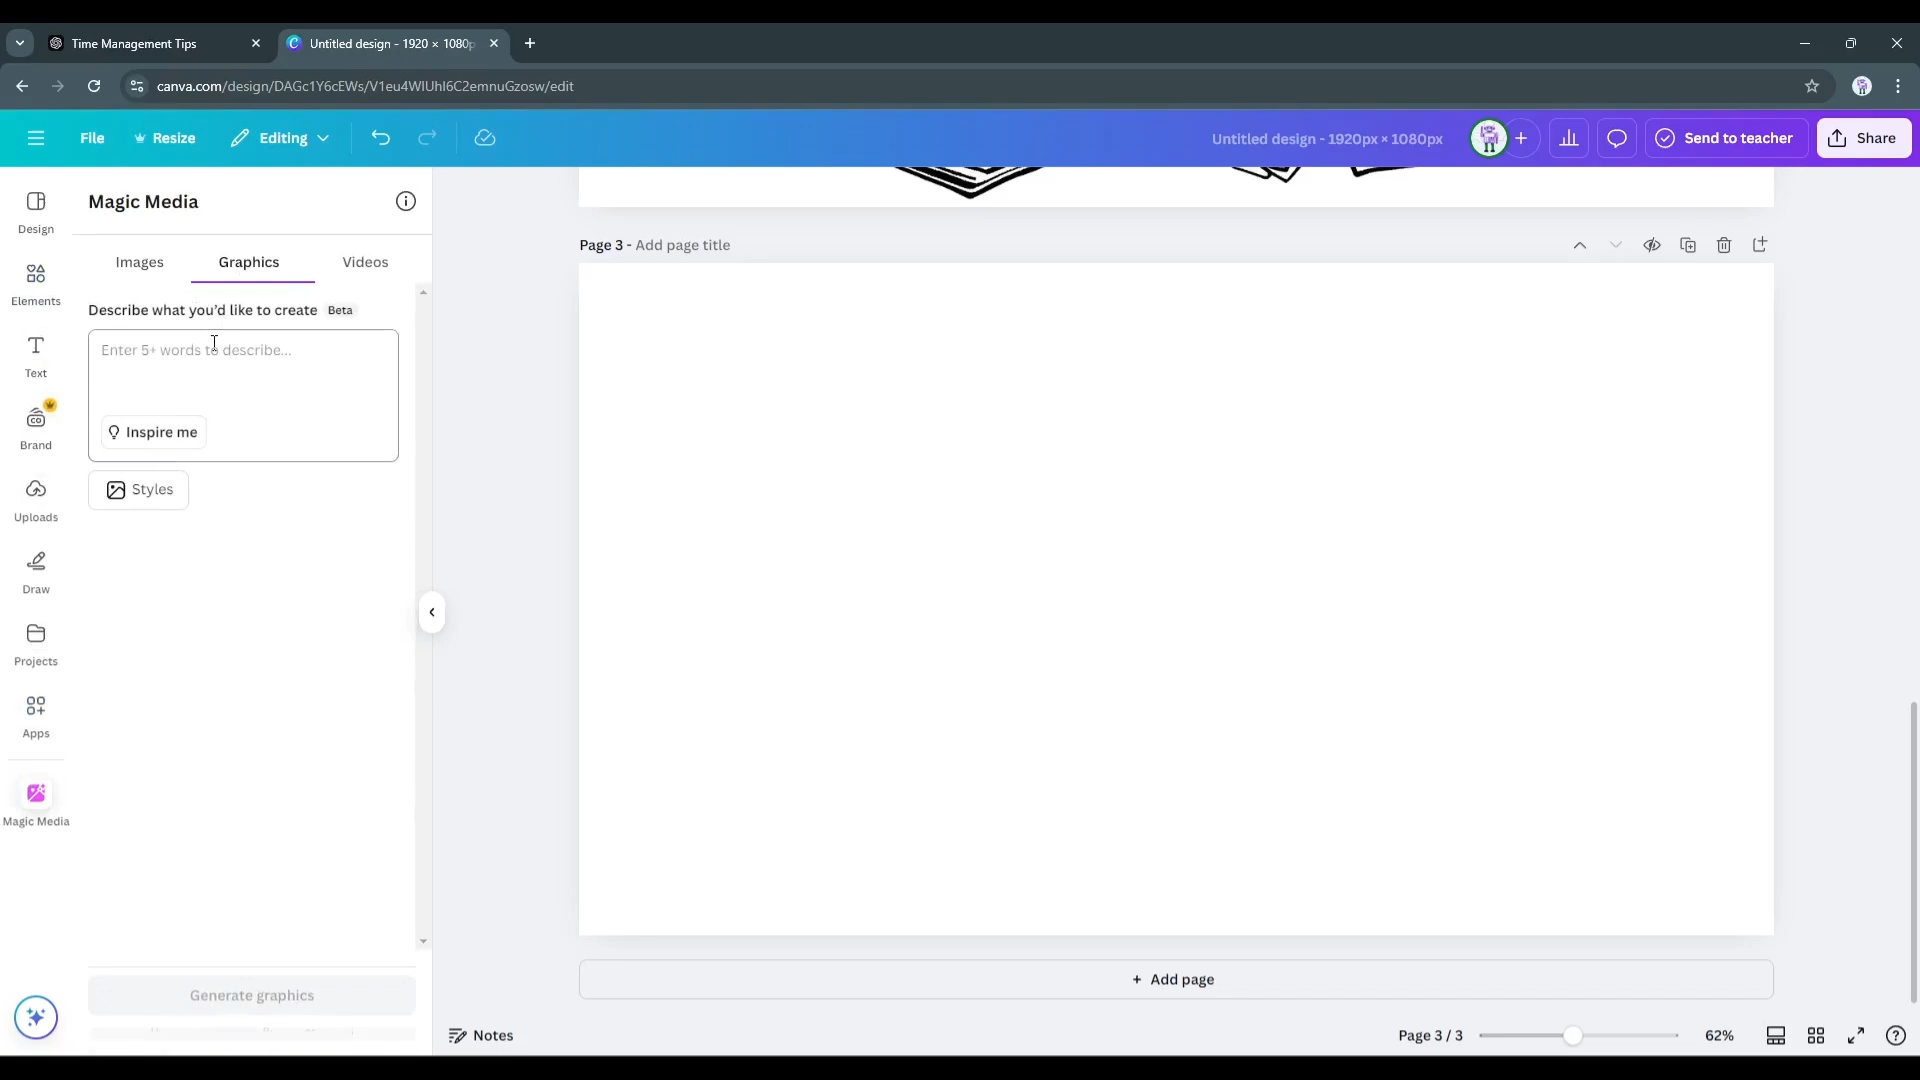 Time Management Tips
Untitled design - 1920 × 1080p
canva.com/design/DAGc1Y6cEWs/V1eu4WIUhI6C2emnuGzosw/edit
File
Resize
Editing
Untitled design - 1920px × 1080px
Send to teacher
Share
Magic Media
Design
Elements
Text
Brand
Uploads
Draw
Projects
Apps
Magic Media
Images
Graphics
Videos
Describe what you'd like to create Beta
Enter 5+ words to describe...
Inspire me
Styles
Generate graphics
Page 3 - Add page title
+ Add page
Notes
Page 3 / 3
62%